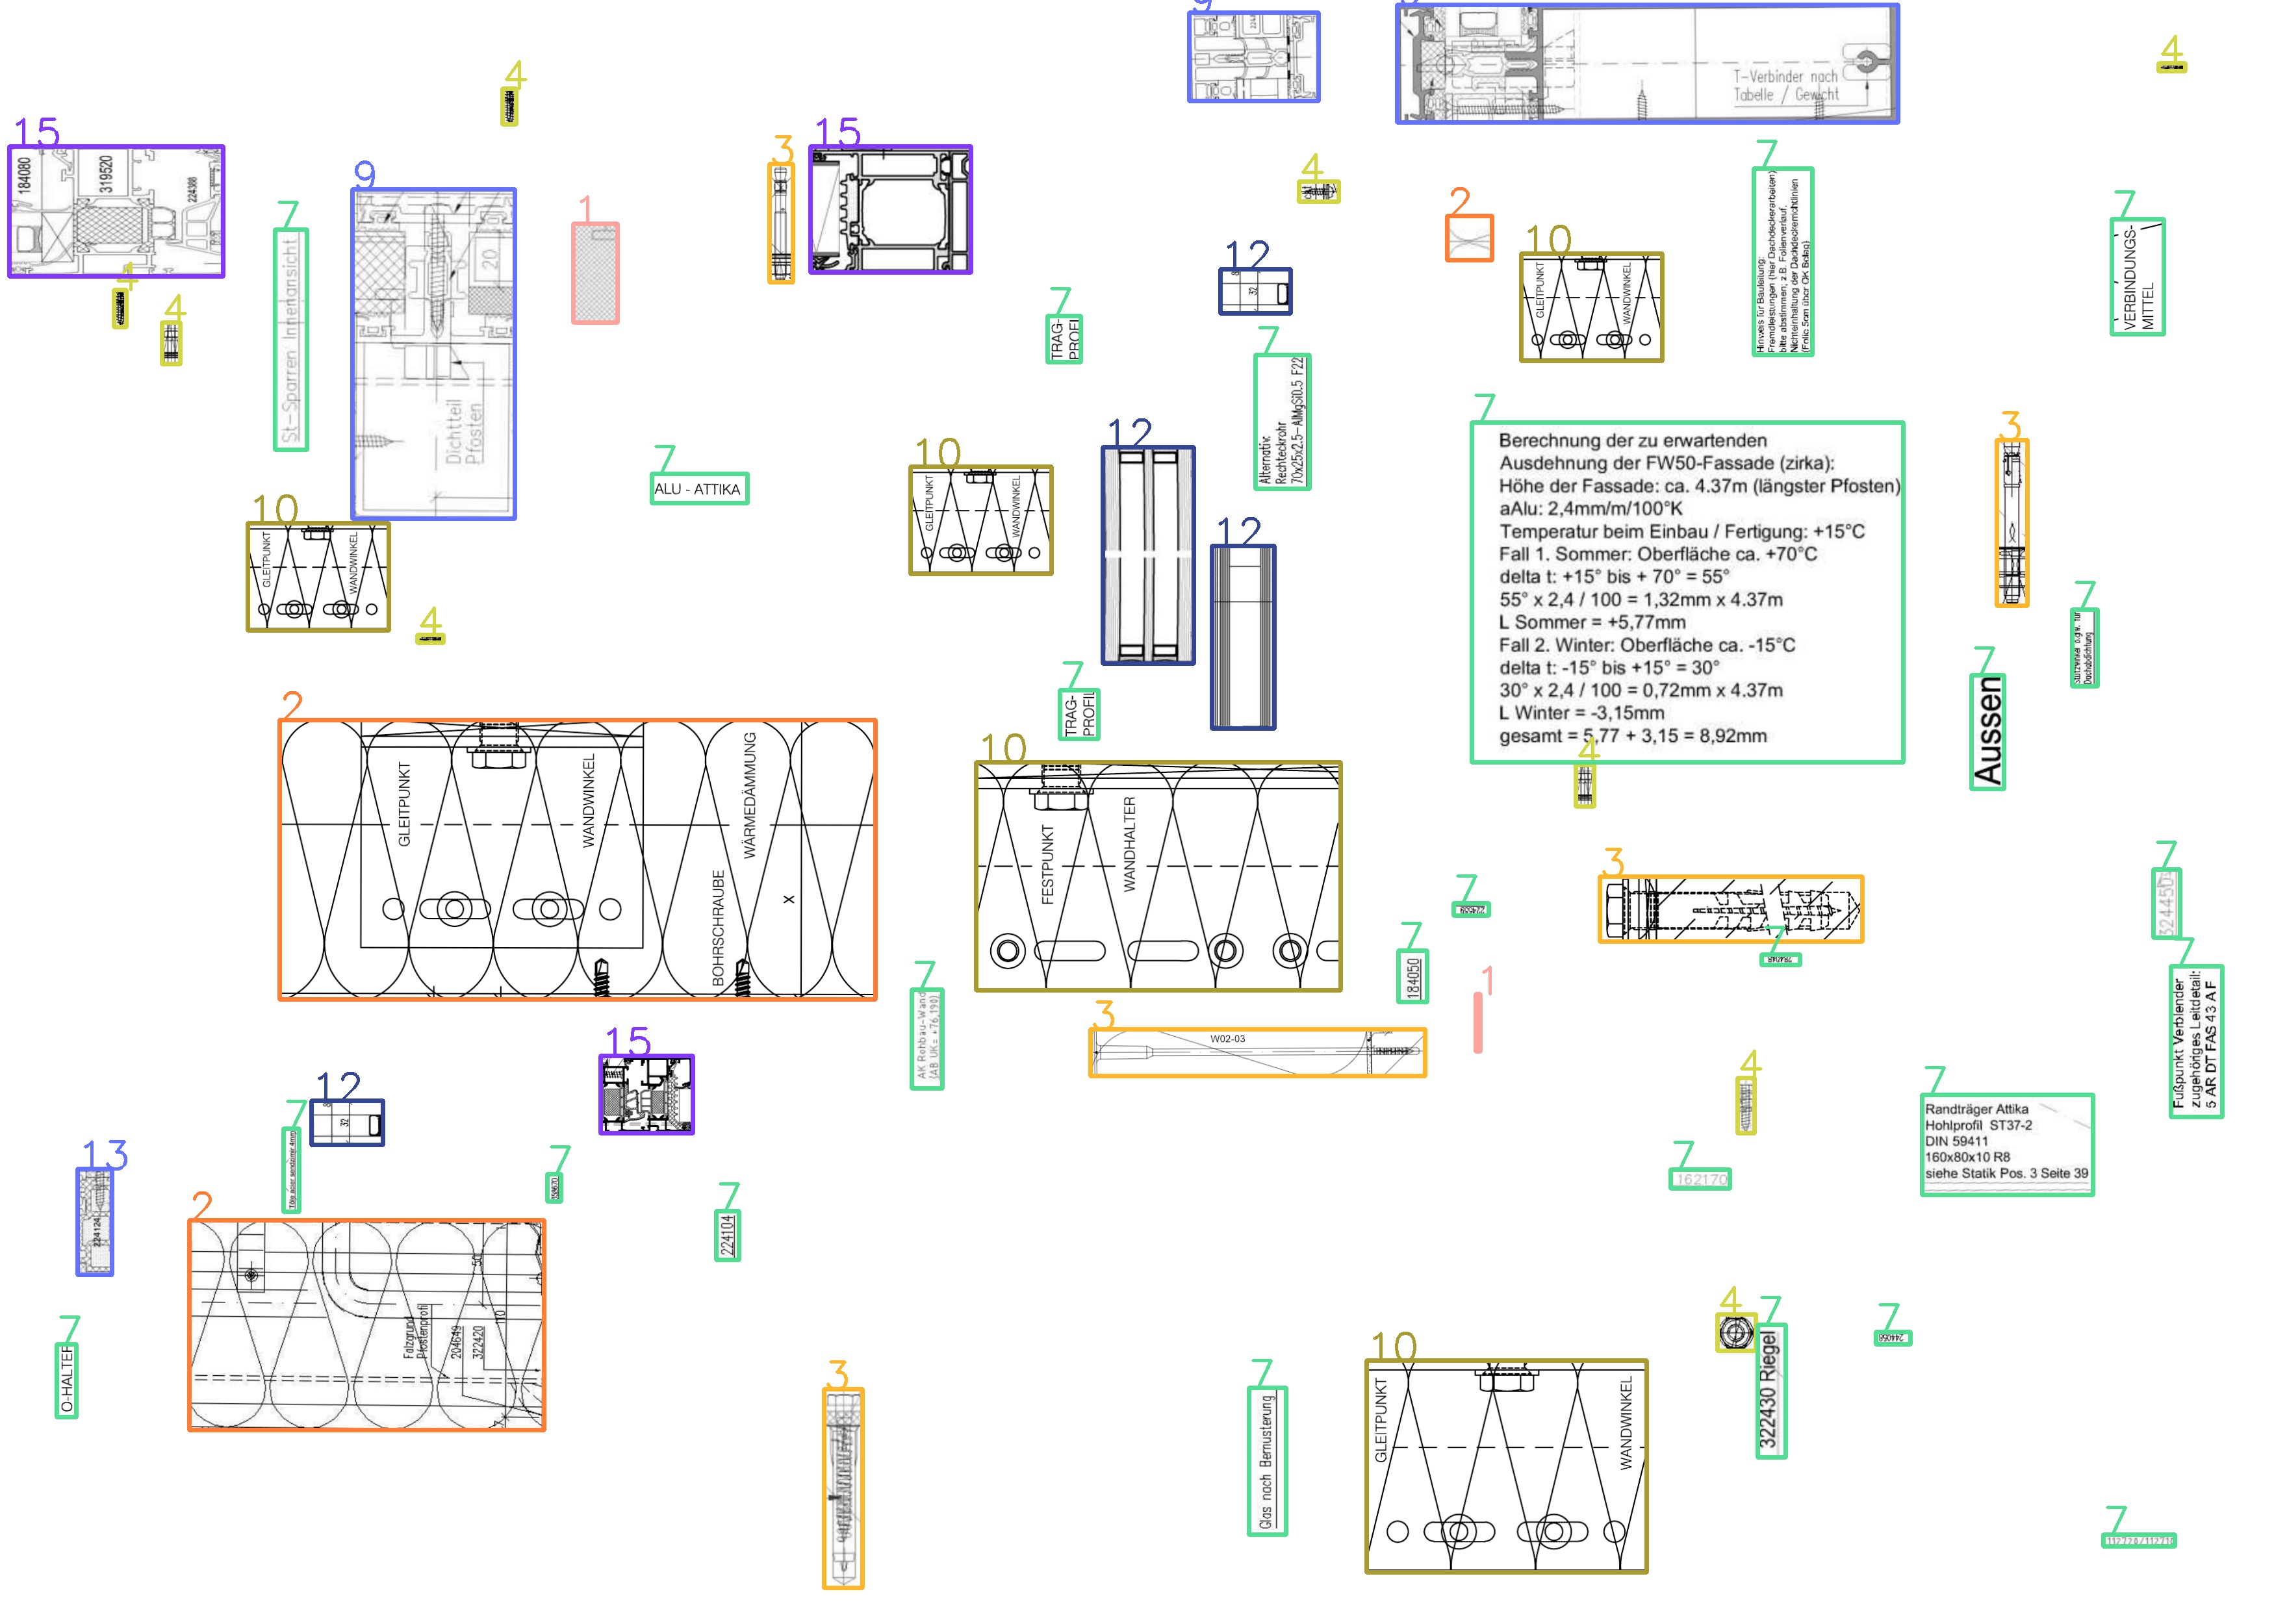 9
9
T-Verbinder nach
Tabelle / Gewicht
4
4
15
184080
319520
224388
9
20
Dichtteil
Pfosten
7
St-Sparren Innenansicht
1
3
15
4
2
7
Hinweis für Bauleitung:
Fremdleistungen (hier Dachdeckerarbeiten)
bitte abstimmen; z.B. Folienverlauf,
Nichteinhaltung der Dachdeckerrichtlinien
7
VERBINDUNGS-
MITTEL
12
32
10
GLEITPUNKT
WANDWINKEL
4
4
7
TRAG-
PROFIL
7
Alternativ:
Rechteckrohr
70x25x2.5-AlMgSi0.5 F22
7
Berechnung der zu erwartenden
Ausdehnung der FW50-Fassade (zirka):
Höhe der Fassade: ca. 4.37m (längster Pfosten)
aAlu: 2,4mm/m/100°K
Temperatur beim Einbau / Fertigung: +15°C
Fall 1. Sommer: Oberfläche ca. +70°C
delta t: +15° bis + 70° = 55°
55° x 2,4 / 100 = 1,32mm x 4.37m
L Sommer = +5,77mm
Fall 2. Winter: Oberfläche ca. -15°C
delta t: -15° bis +15° = 30°
30° x 2,4 / 100 = 0,72mm x 4.37m
L Winter = -3,15mm
gesamt = 5,77 + 3,15 = 8,92mm
3
7
ALU - ATTIKA
10
GLEITPUNKT
WANDWINKEL
12
12
10
GLEITPUNKT
WANDWINKEL
4
7
Dachabdichtung
7
Aussen
7
TRAG-
PROFIL
2
GLEITPUNKT
WANDWINKEL
BOHRSCHRAUBE
WÄRMEDÄMMUNG
X
10
FESTPUNKT
WANDHALTER
4
3
7
7
7
324450
7
184050
7
AK Rohbau-Wand
(AB UK= +76,190)
1
3
W02-03
7
Fußpunkt Verblender
zugehöriges Leitdetail:
5 AR DT FAS 43 AF
15
12
32
7
4
7
Randträger Attika
Hohlprofil ST37-2
DIN 59411
160x80x10 R8
siehe Statik Pos. 3 Seite 39
13
224124
7
7
162170
7
224104
2
Falzgrund
Pfostenprofil
204649
322420
50
110
7
O-HALTER
4
7
322430 Riegel
7
244056
3
7
Glas nach Bemusterung
10
GLEITPUNKT
WANDWINKEL
7